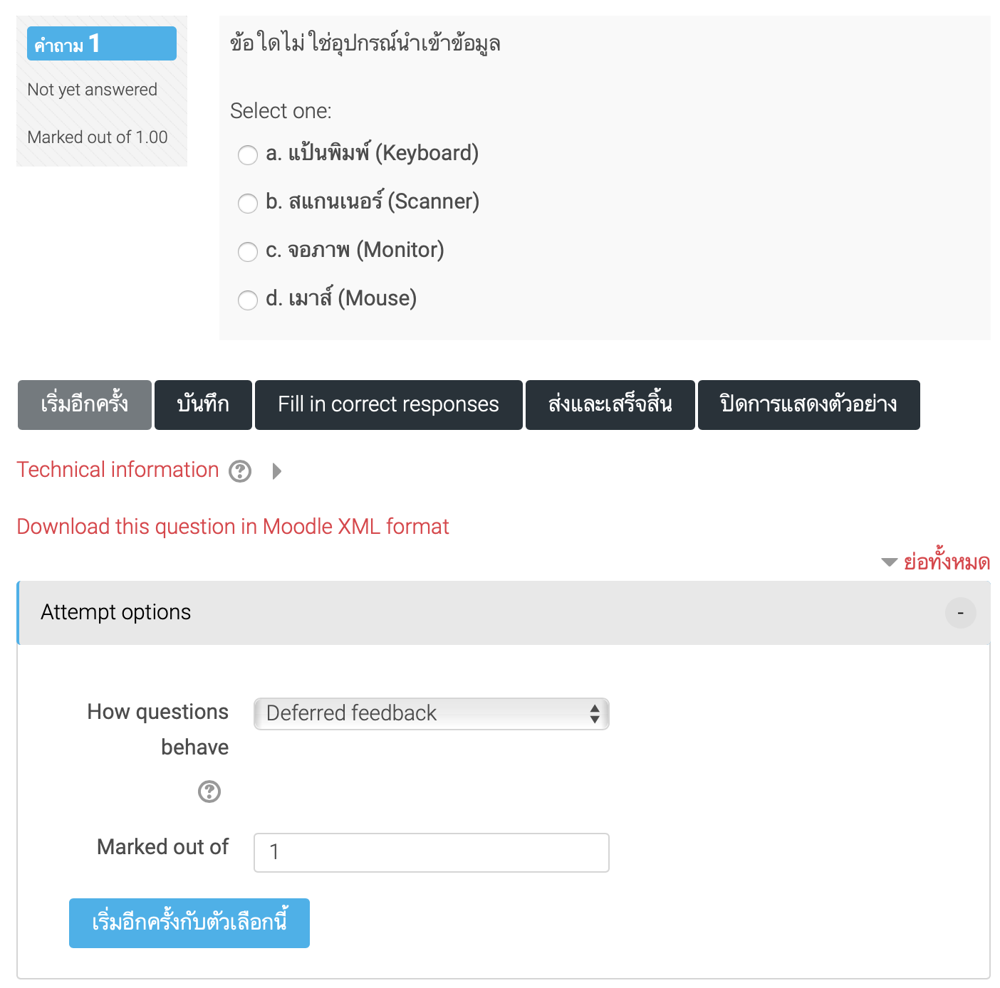 คำถาม 1
Not yet answered
Marked out of 1.00
ข้อใดไม่ใช่อุปกรณ์นำเข้าข้อมูล
Select one:
a. แป้นพิมพ์ (Keyboard)
b. สแกนเนอร์ (Scanner)
c. จอภาพ (Monitor)
d. เมาส์ (Mouse)
เริ่มอีกครั้ง บันทึก Fill in correct responses ส่งและเสร็จสิ้น ปิดการแสดงตัวอย่าง
Technical information
Download this question in Moodle XML format
ย่อทั้งหมด
Attempt options -
How questions behave Deferred feedback
Marked out of 1
เริ่มอีกครั้งกับตัวเลือกนี้